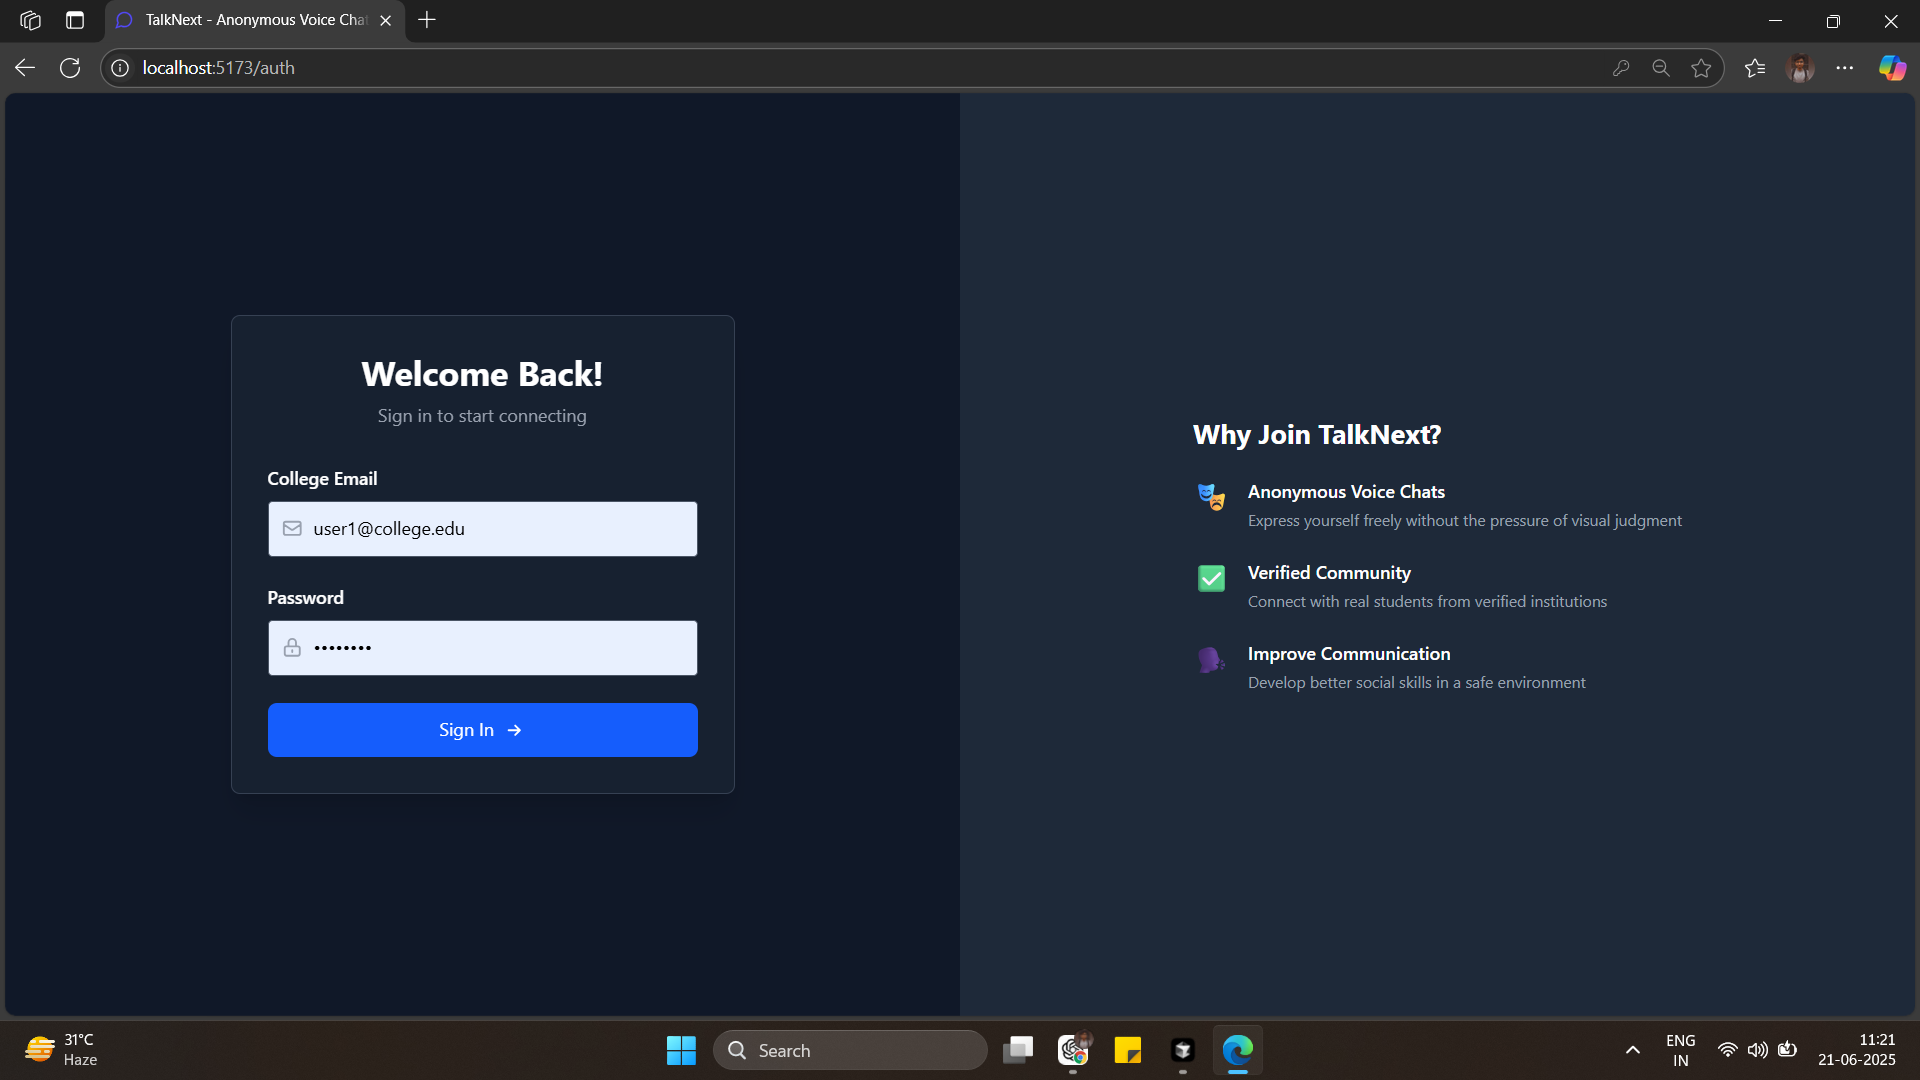 TalkNext - Anonymous Voice Cha
localhost:5173/auth
Welcome Back!
Sign in to start connecting
College Email
user1@college.edu
Password
••••••••
Sign In →
Why Join TalkNext?
Anonymous Voice Chats
Express yourself freely without the pressure of visual judgment
Verified Community
Connect with real students from verified institutions
Improve Communication
Develop better social skills in a safe environment
31°C
Haze
Search
ENG
IN
11:21
21-06-2025